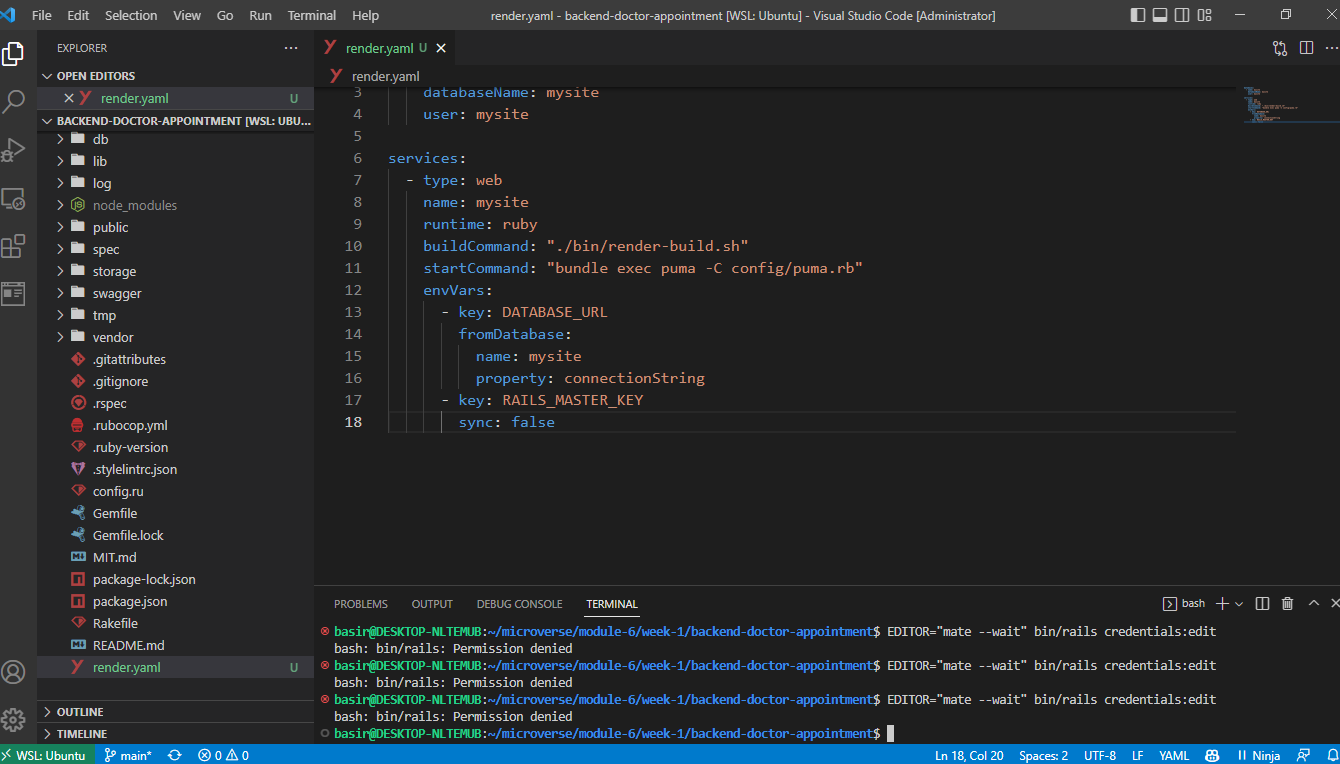 File Edit Selection View Go Run Terminal Help
render.yaml - backend-doctor-appointment [WSL: Ubuntu] - Visual Studio Code [Administrator]
EXPLORER
OPEN EDITORS
render.yaml U
BACKEND-DOCTOR-APPOINTMENT [WSL: UBU...
db
lib
log
node_modules
public
spec
storage
swagger
tmp
vendor
.gitattributes
.gitignore
.rspec
.rubocop.yml
.ruby-version
.stylelintrc.json
config.ru
Gemfile
Gemfile.lock
MIT.md
package-lock.json
package.json
Rakefile
README.md
render.yaml U
OUTLINE
TIMELINE
render.yaml U
render.yaml
3 databaseName: mysite
4 user: mysite
5
6 services:
7 - type: web
8 name: mysite
9 runtime: ruby
10 buildCommand: "./bin/render-build.sh"
11 startCommand: "bundle exec puma -C config/puma.rb"
12 envVars:
13 - key: DATABASE_URL
14 fromDatabase:
15 name: mysite
16 property: connectionString
17 - key: RAILS_MASTER_KEY
18 sync: false
PROBLEMS OUTPUT DEBUG CONSOLE TERMINAL
bash
basir@DESKTOP-NLTEMUB:~/microverse/module-6/week-1/backend-doctor-appointment$ EDITOR="mate --wait" bin/rails credentials:edit
bash: bin/rails: Permission denied
basir@DESKTOP-NLTEMUB:~/microverse/module-6/week-1/backend-doctor-appointment$ EDITOR="mate --wait" bin/rails credentials:edit
bash: bin/rails: Permission denied
basir@DESKTOP-NLTEMUB:~/microverse/module-6/week-1/backend-doctor-appointment$ EDITOR="mate --wait" bin/rails credentials:edit
bash: bin/rails: Permission denied
basir@DESKTOP-NLTEMUB:~/microverse/module-6/week-1/backend-doctor-appointment$
WSL: Ubuntu main* 0 0 Ln 18, Col 20 Spaces: 2 UTF-8 LF YAML Ninja